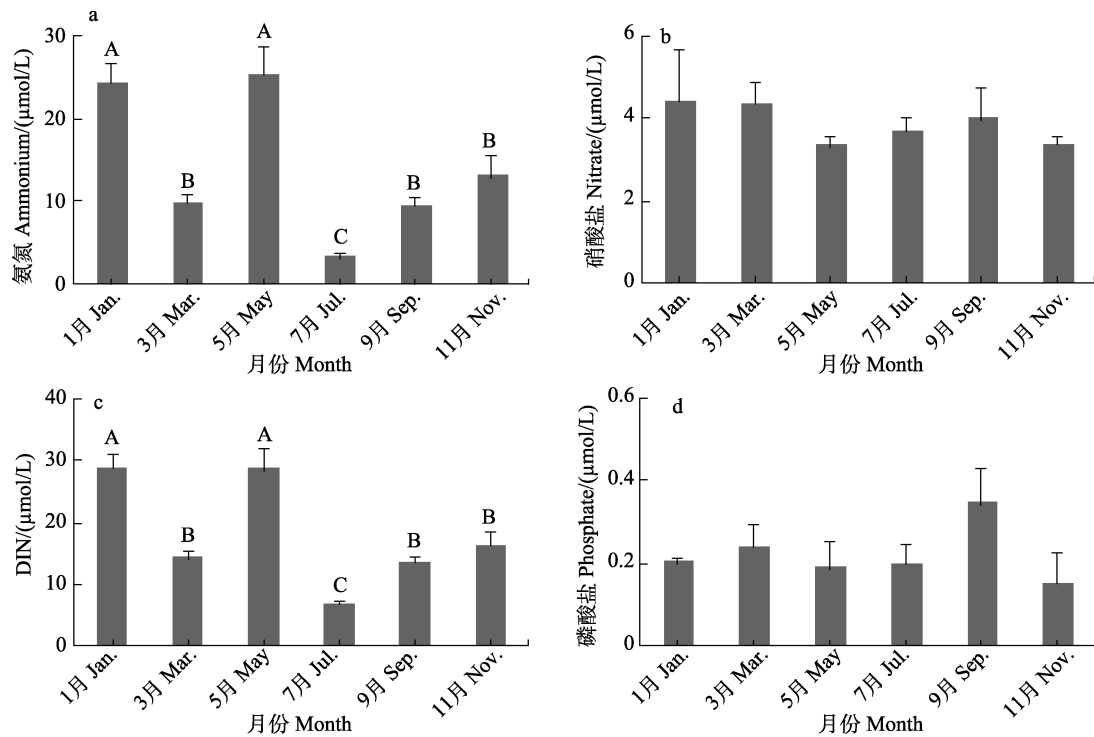 a
氨氮 Ammonium/(μmol/L)
30
20
10
0
A
B
A
C
B
B
1月 Jan.
3月 Mar.
5月 May
7月 Jul.
9月 Sep.
11月 Nov.
月份 Month
b
硝酸盐 Nitrate/(μmol/L)
6
4
2
0
1月 Jan.
3月 Mar.
5月 May
7月 Jul.
9月 Sep.
11月 Nov.
月份 Month
c
DIN/(μmol/L)
40
30
20
10
0
A
B
A
C
B
B
1月 Jan.
3月 Mar.
5月 May
7月 Jul.
9月 Sep.
11月 Nov.
月份 Month
d
磷酸盐 Phosphate/(μmol/L)
0.6
0.4
0.2
0
1月 Jan.
3月 Mar.
5月 May
7月 Jul.
9月 Sep.
11月 Nov.
月份 Month